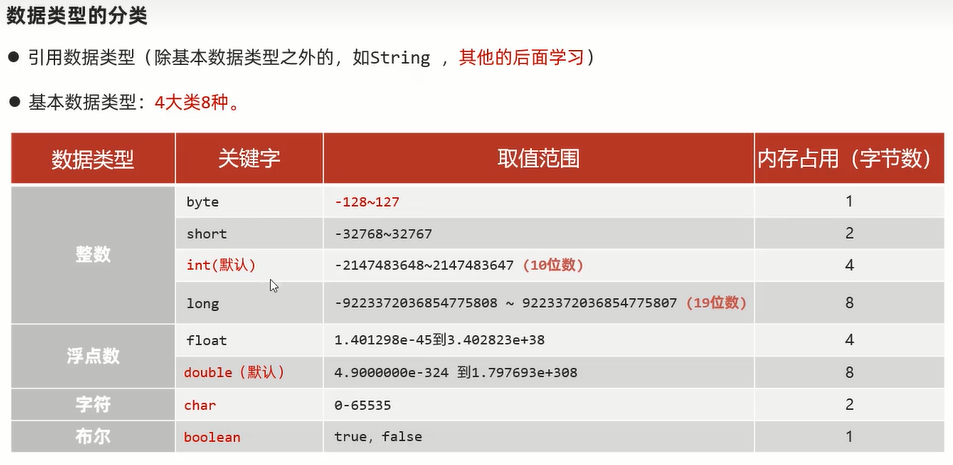 数据类型的分类
● 引用数据类型（除基本数据类型之外的，如String ，其他的后面学习）
● 基本数据类型：4大类8种。
数据类型 关键字 取值范围 内存占用（字节数）
整数 byte -128~127 1
short -32768~32767 2
int(默认) -2147483648~2147483647 (10位数) 4
long -9223372036854775808 ~ 9223372036854775807 (19位数) 8
浮点数 float 1.401298e-45到3.402823e+38 4
double（默认） 4.9000000e-324 到1.797693e+308 8
字符 char 0-65535 2
布尔 boolean true，false 1